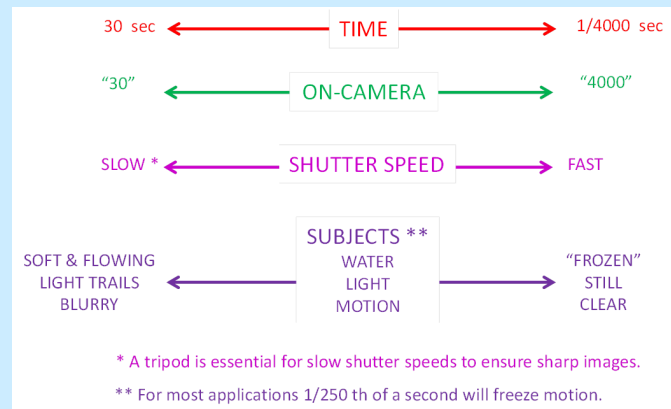 30 sec TIME 1/4000 sec
“30” ON-CAMERA “4000”
SLOW * SHUTTER SPEED FAST
SUBJECTS **
SOFT & FLOWING WATER “FROZEN”
LIGHT TRAILS LIGHT STILL
BLURRY MOTION CLEAR
* A tripod is essential for slow shutter speeds to ensure sharp images.
** For most applications 1/250 th of a second will freeze motion.